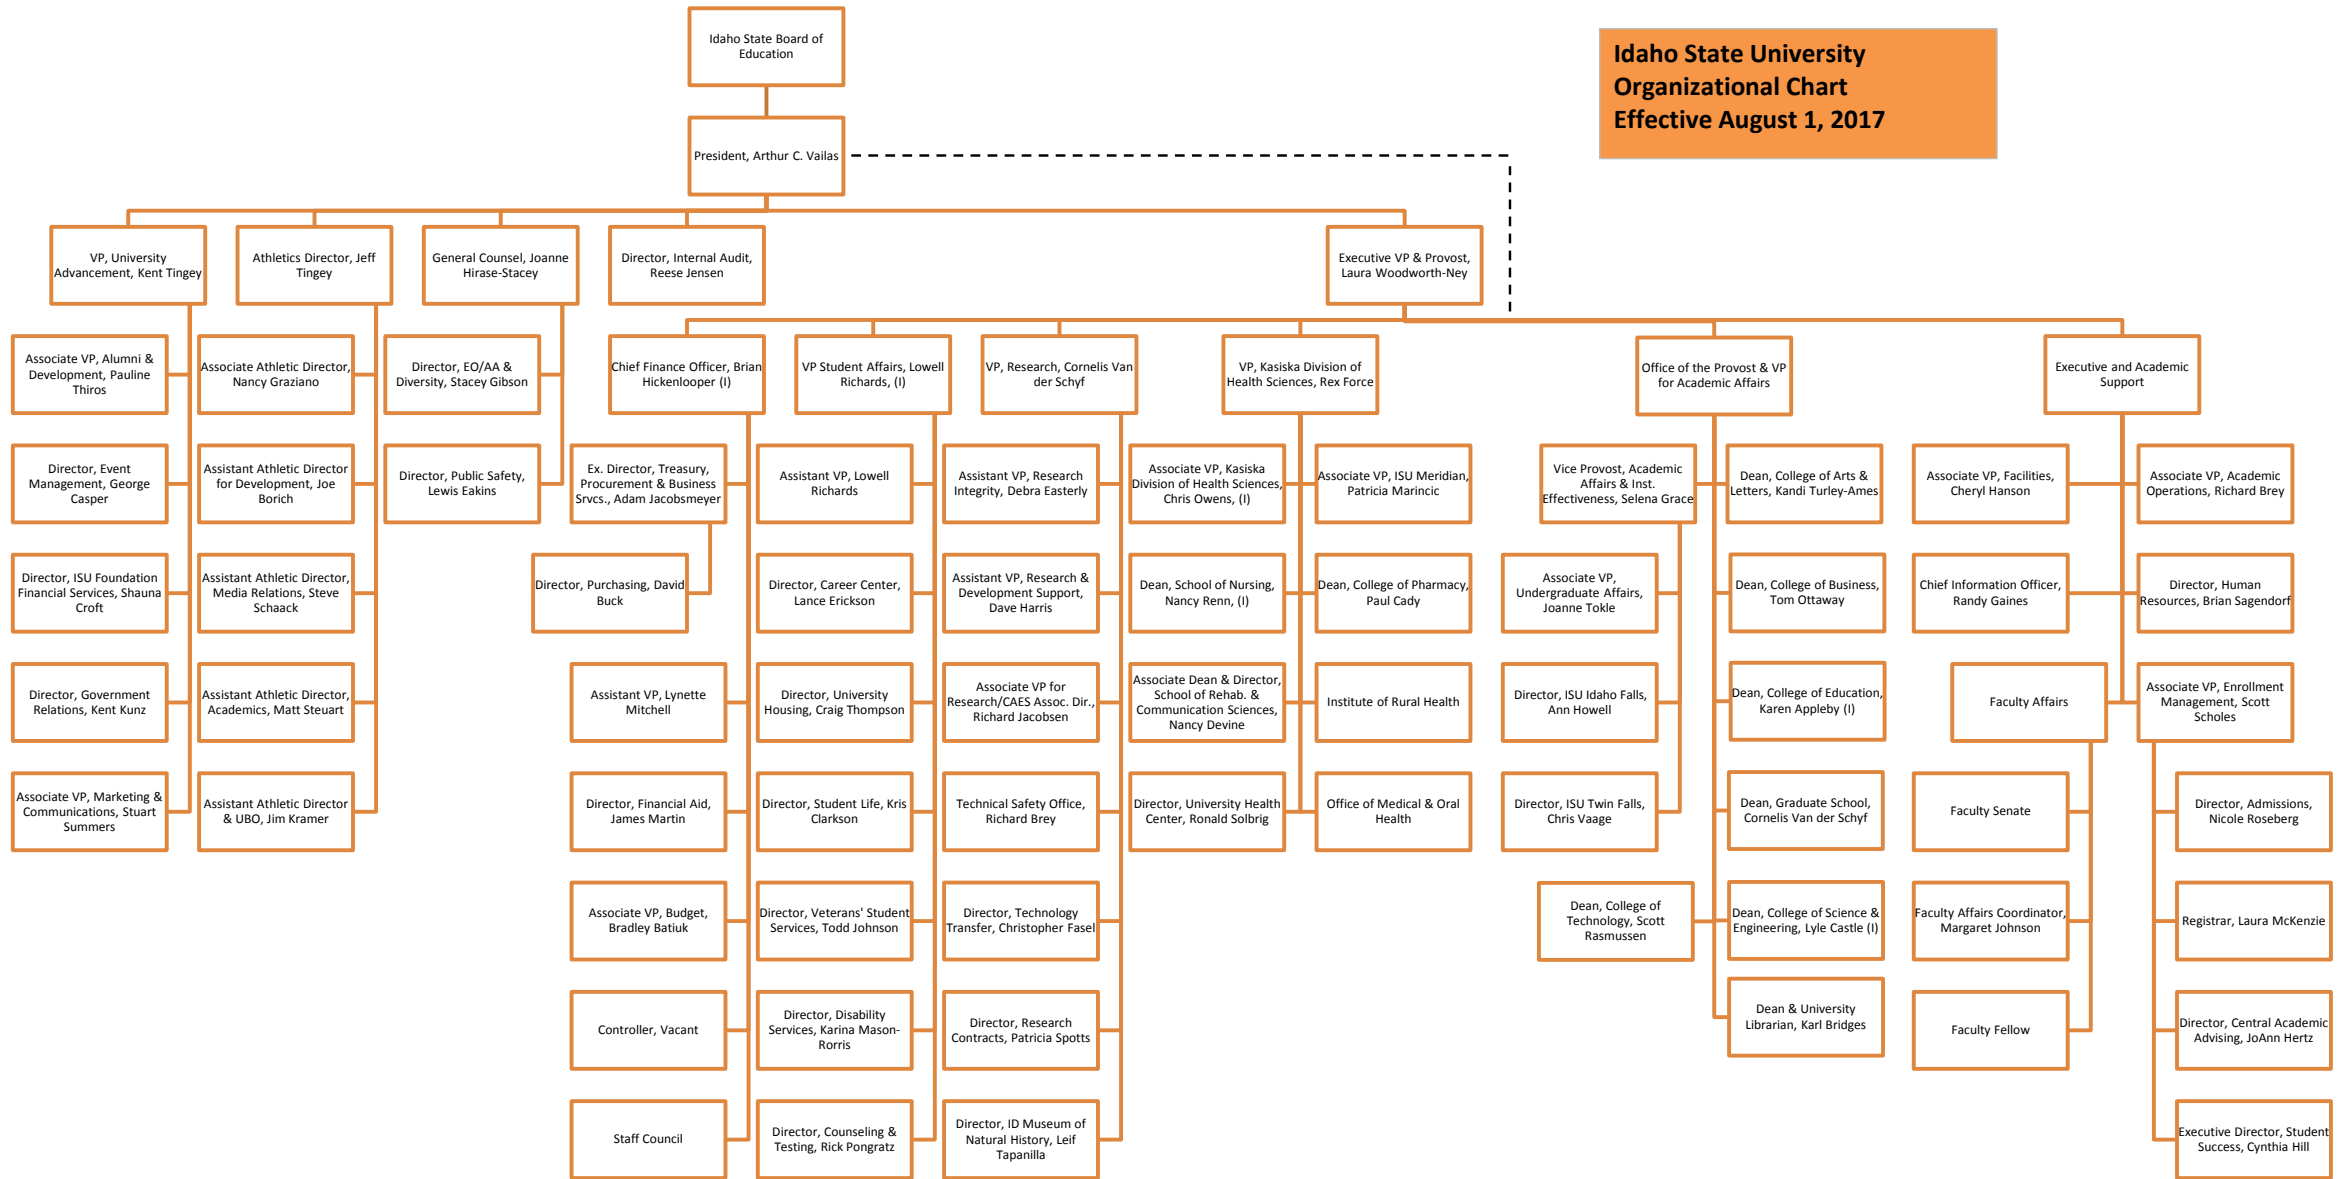 Idaho State Board of
Education
Idaho State University
Organizational Chart
Effective August 1, 2017
President, Arthur C. Vailas
VP, University
Advancement, Kent Tingey
Athletics Director, Jeff
Tingey
General Counsel, Joanne
Hirase-Stacey
Director, Internal Audit,
Reese Jensen
Executive VP & Provost,
Laura Woodworth-Ney
Associate VP, Alumni &
Development, Pauline
Thiros
Associate Athletic Director,
Nancy Graziano
Director, EO/AA &
Diversity, Stacey Gibson
Chief Finance Officer, Brian
Hickenlooper (I)
VP Student Affairs, Lowell
Richards, (I)
VP, Research, Cornelis Van
der Schyf
VP, Kasiska Division of
Health Sciences, Rex Force
Office of the Provost & VP
for Academic Affairs
Executive and Academic
Support
Director, Event
Management, George
Casper
Assistant Athletic Director
for Development, Joe
Borich
Director, Public Safety,
Lewis Eakins
Ex. Director, Treasury,
Procurement & Business
Srvcs., Adam Jacobsmeyer
Assistant VP, Lowell
Richards
Assistant VP, Research
Integrity, Debra Easterly
Associate VP, Kasiska
Division of Health Sciences,
Chris Owens, (I)
Associate VP, ISU Meridian,
Patricia Marincic
Vice Provost, Academic
Affairs & Inst.
Effectiveness, Selena Grace
Dean, College of Arts &
Letters, Kandi Turley-Ames
Associate VP, Facilities,
Cheryl Hanson
Associate VP, Academic
Operations, Richard Brey
Director, ISU Foundation
Financial Services, Shauna
Croft
Assistant Athletic Director,
Media Relations, Steve
Schaack
Director, Purchasing, David
Buck
Director, Career Center,
Lance Erickson
Assistant VP, Research &
Development Support,
Dave Harris
Dean, School of Nursing,
Nancy Renn, (I)
Dean, College of Pharmacy,
Paul Cady
Associate VP,
Undergraduate Affairs,
Joanne Tokle
Dean, College of Business,
Tom Ottaway
Chief Information Officer,
Randy Gaines
Director, Human
Resources, Brian Sagendorf
Director, Government
Relations, Kent Kunz
Assistant Athletic Director,
Academics, Matt Steuart
Assistant VP, Lynette
Mitchell
Director, University
Housing, Craig Thompson
Associate VP for
Research/CAES Assoc. Dir.,
Richard Jacobsen
Associate Dean & Director,
School of Rehab. &
Communication Sciences,
Nancy Devine
Institute of Rural Health
Director, ISU Idaho Falls,
Ann Howell
Dean, College of Education,
Karen Appleby (I)
Faculty Affairs
Associate VP, Enrollment
Management, Scott
Scholes
Associate VP, Marketing &
Communications, Stuart
Summers
Assistant Athletic Director
& UBO, Jim Kramer
Director, Financial Aid,
James Martin
Director, Student Life, Kris
Clarkson
Technical Safety Office,
Richard Brey
Director, University Health
Center, Ronald Solbrig
Office of Medical & Oral
Health
Director, ISU Twin Falls,
Chris Vaage
Dean, Graduate School,
Cornelis Van der Schyf
Faculty Senate
Director, Admissions,
Nicole Roseberg
Associate VP, Budget,
Bradley Batiuk
Director, Veterans' Student
Services, Todd Johnson
Director, Technology
Transfer, Christopher Fasel
Dean, College of
Technology, Scott
Rasmussen
Dean, College of Science &
Engineering, Lyle Castle (I)
Faculty Affairs Coordinator,
Margaret Johnson
Registrar, Laura McKenzie
Controller, Vacant
Director, Disability
Services, Karina Mason-
Rorris
Director, Research
Contracts, Patricia Spotts
Dean & University
Librarian, Karl Bridges
Faculty Fellow
Director, Central Academic
Advising, JoAnn Hertz
Staff Council
Director, Counseling &
Testing, Rick Pongratz
Director, ID Museum of
Natural History, Leif
Tapanilla
Executive Director, Student
Success, Cynthia Hill